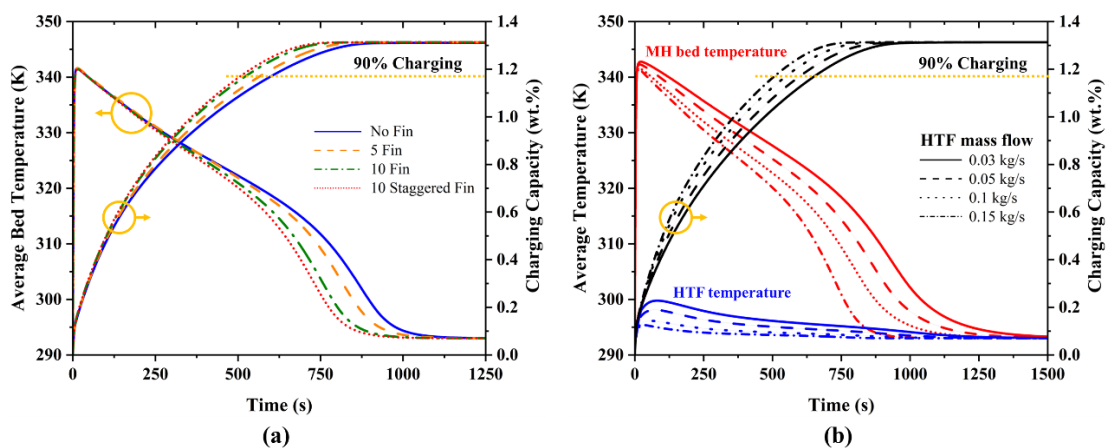 350
340
330
320
310
300
290
Average Bed Temperature (K)
1.4
1.2
1.0
0.8
0.6
0.4
0.2
0.0
Charging Capacity (wt.%)
90% Charging
No Fin
5 Fin
10 Fin
10 Staggered Fin
0 250 500 750 1000 1250
Time (s)
(a)
350
340
330
320
310
300
290
Average Temperature (K)
1.4
1.2
1.0
0.8
0.6
0.4
0.2
0.0
Charging Capacity (wt.%)
MH bed temperature
90% Charging
HTF mass flow
0.03 kg/s
0.05 kg/s
0.1 kg/s
0.15 kg/s
HTF temperature
0 250 500 750 1000 1250 1500
Time (s)
(b)